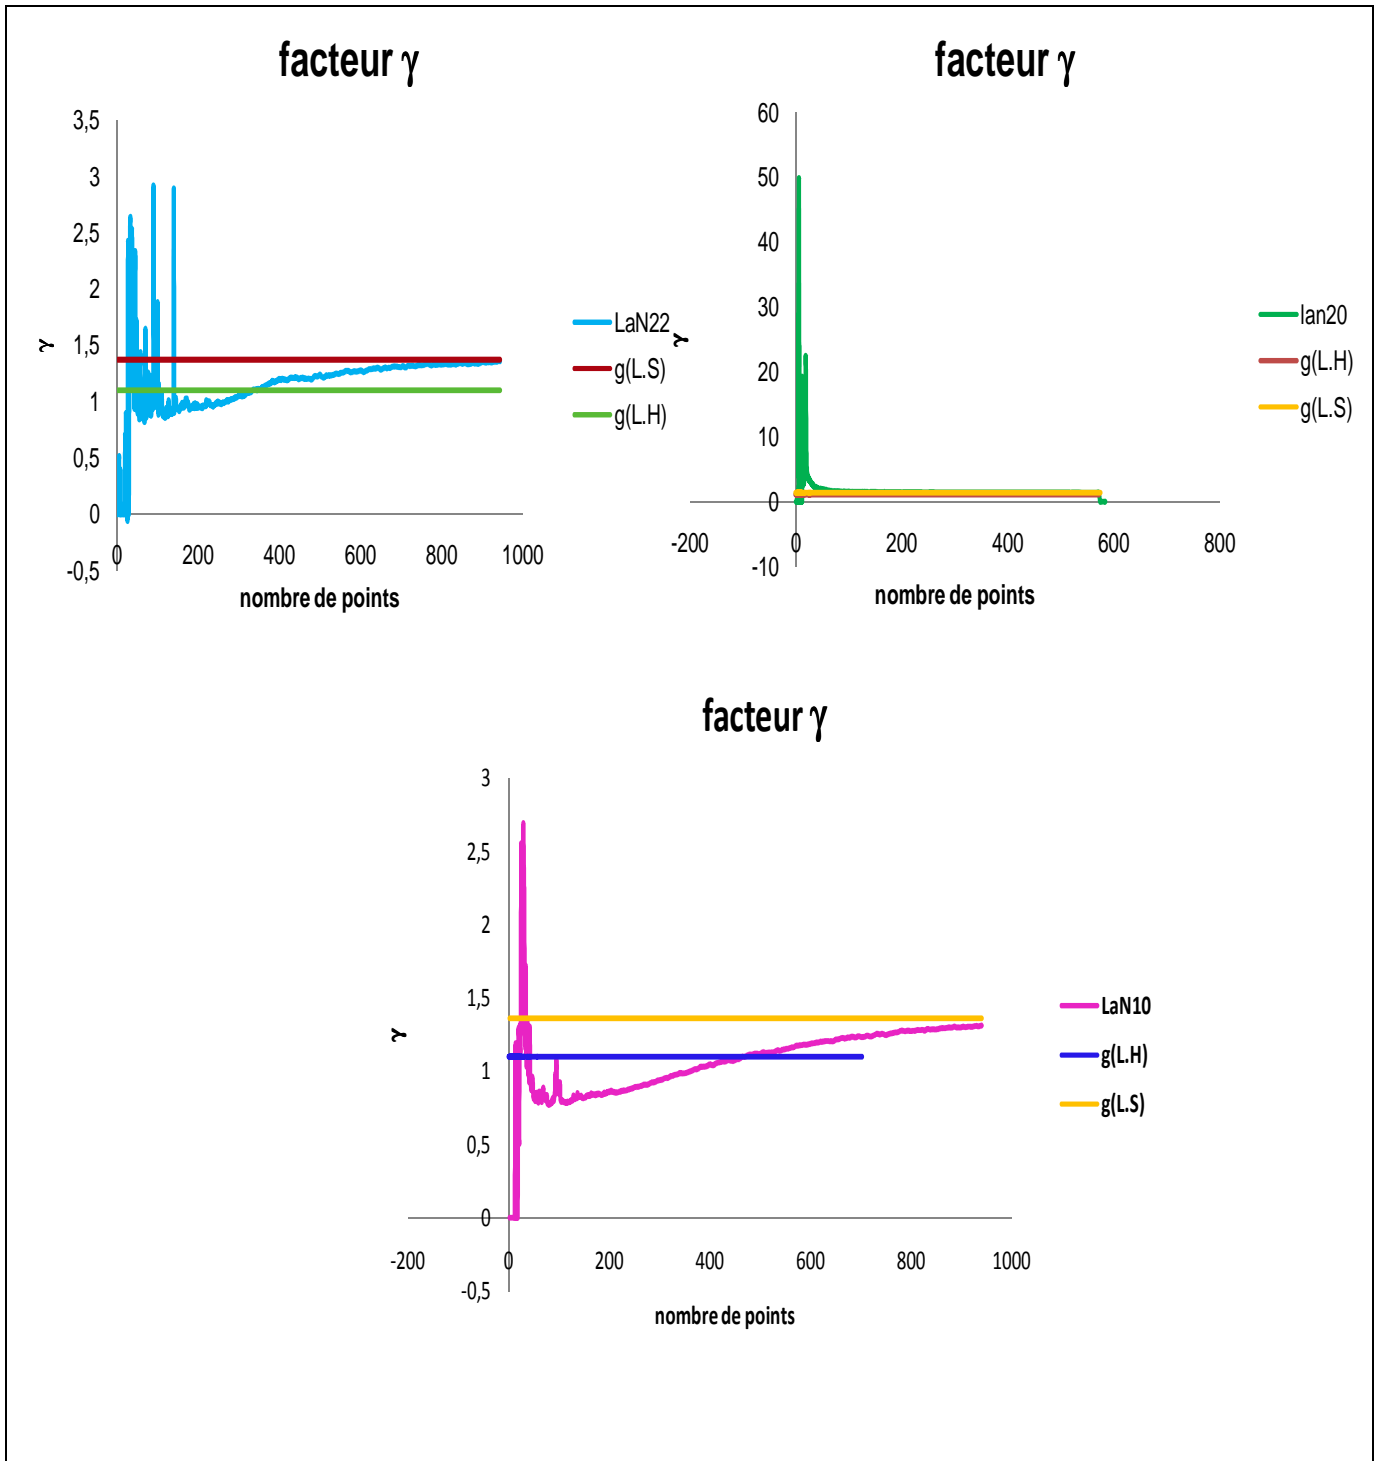 facteur γ
3,5
3
2,5
2
1,5
1
0,5
0
-0,5
γ
0 200 400 600 800 1000
nombre de points
LaN22
g(L.S)
g(L.H)
facteur γ
60
50
40
30
20
10
0
-10
γ
-200 0 200 400 600 800
nombre de points
lan20
g(L.H)
g(L.S)
facteur γ
3
2,5
2
1,5
1
0,5
0
-0,5
γ
-200 0 200 400 600 800 1000
nombre de points
LaN10
g(L.H)
g(L.S)